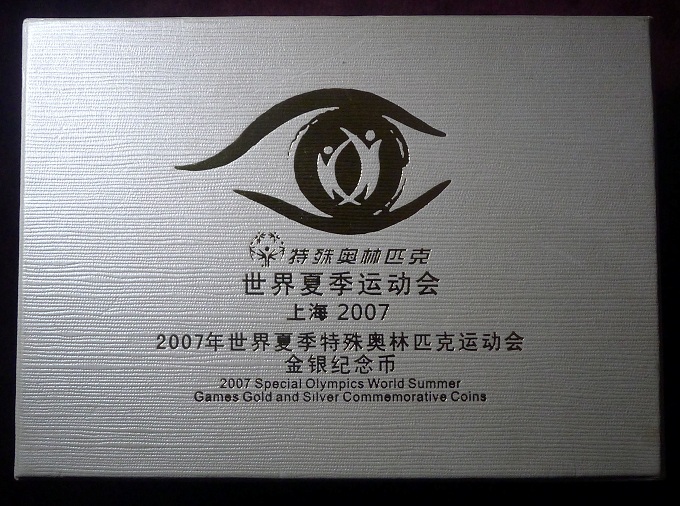 特殊奥林匹克
世界夏季运动会
上海 2007
2007年世界夏季特殊奥林匹克运动会
金银纪念币
2007 Special Olympics World Summer
Games Gold and Silver Commemorative Coins